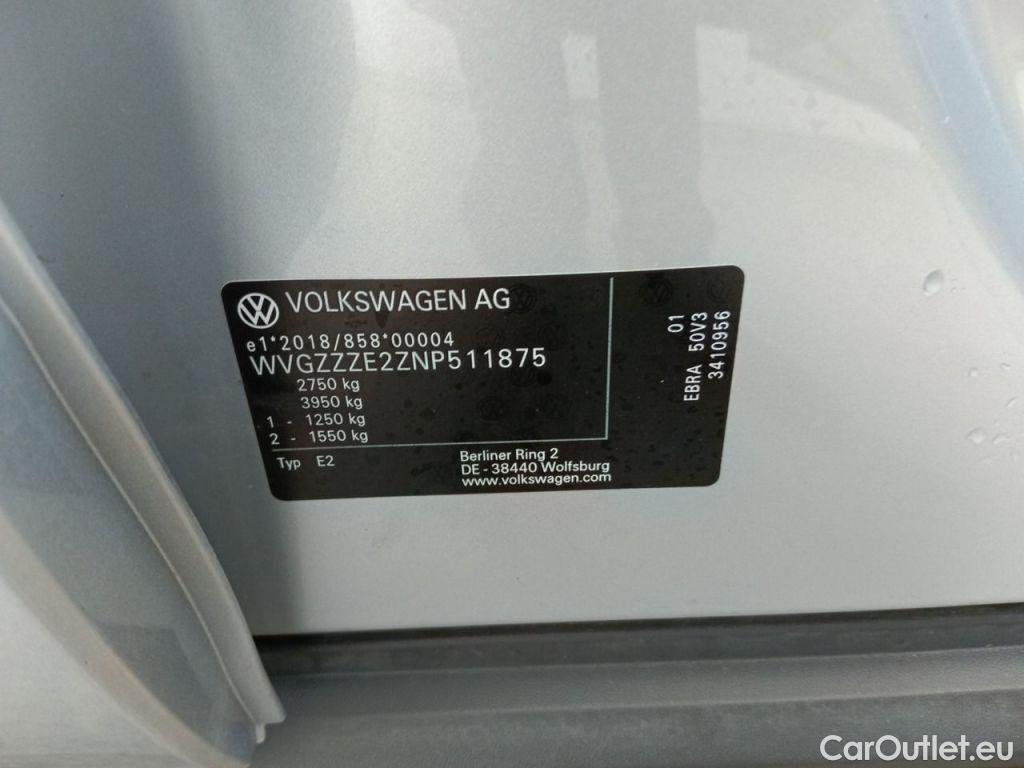 VOLKSWAGEN AG
e1*2018/858*00004
WVGZZZE2ZNP511875
2750 kg
3950 kg
1 - 1250 kg
2 - 1550 kg
Typ E2
Berliner Ring 2
DE - 38440 Wolfsburg
www.volkswagen.com
01
EBRA 50V3
3410956
CarOutlet.eu